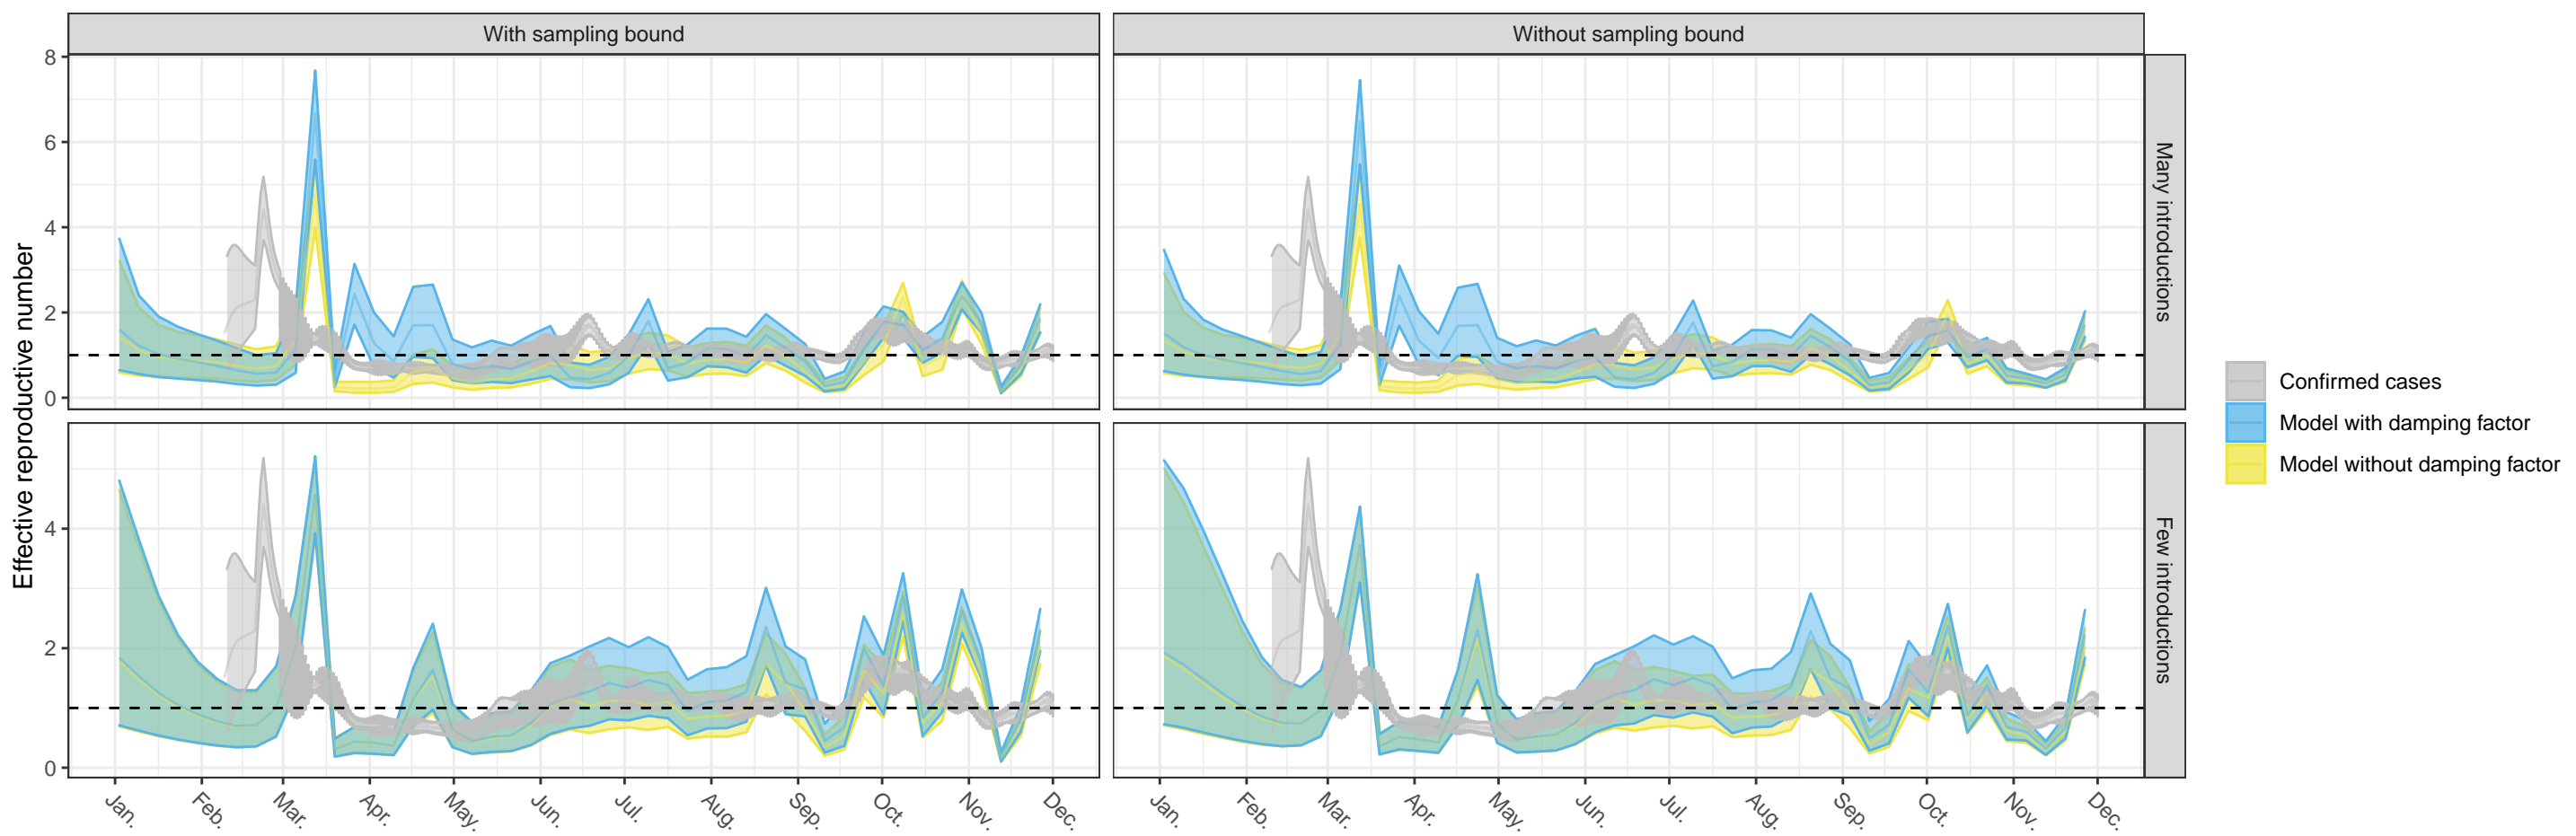 With sampling bound
Without sampling bound
Effective reproductive number
8
6
4
2
0
Many introductions
4
2
0
Few introductions
Jan.
Feb.
Mar.
Apr.
May.
Jun.
Jul.
Aug.
Sep.
Oct.
Nov.
Dec.
Jan.
Feb.
Mar.
Apr.
May.
Jun.
Jul.
Aug.
Sep.
Oct.
Nov.
Dec.
Confirmed cases
Model with damping factor
Model without damping factor